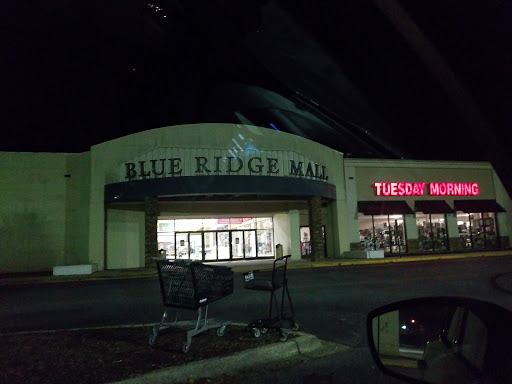 BLUE RIDGE MALL
TUESDAY MORNING